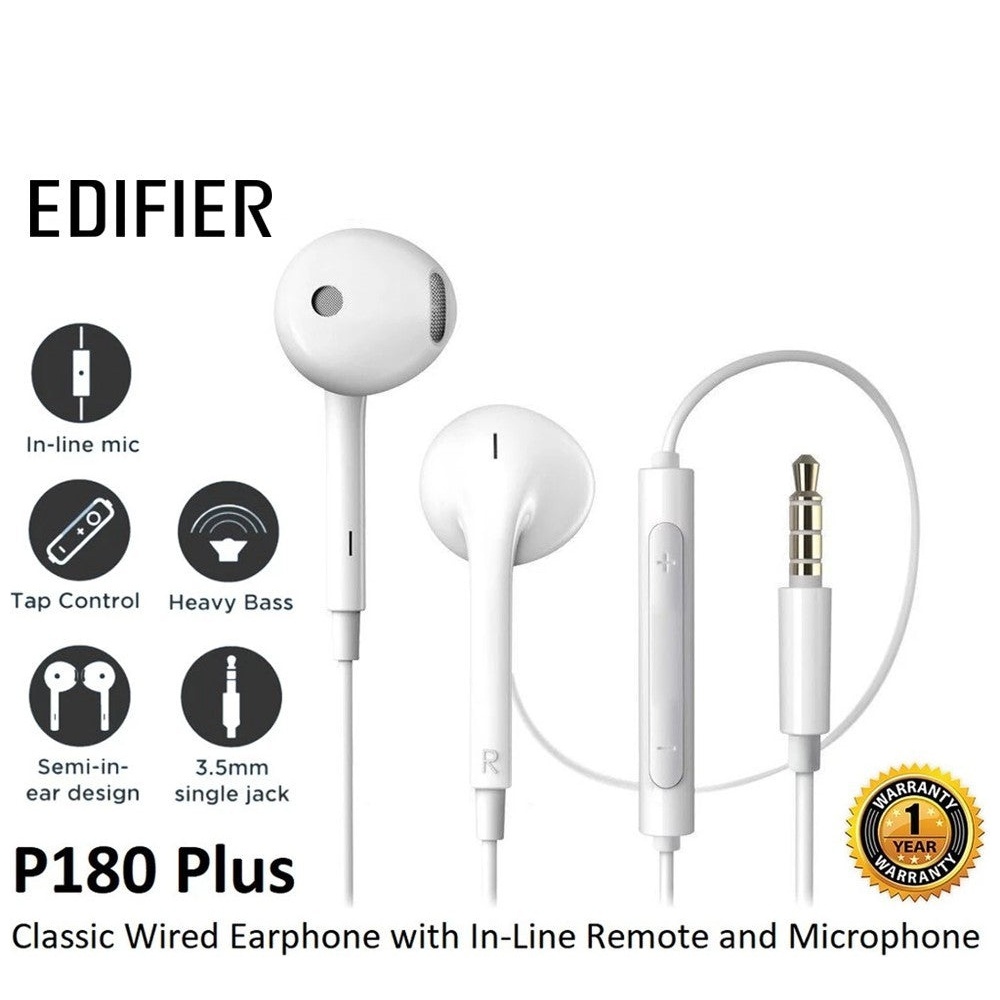 EDIFIER
In-line mic
Tap Control
Heavy Bass
Semi-in-
ear design
3.5mm
single jack
R
+
-
WARRANTY
1
YEAR
WARRANTY
P180 Plus
Classic Wired Earphone with In-Line Remote and Microphone